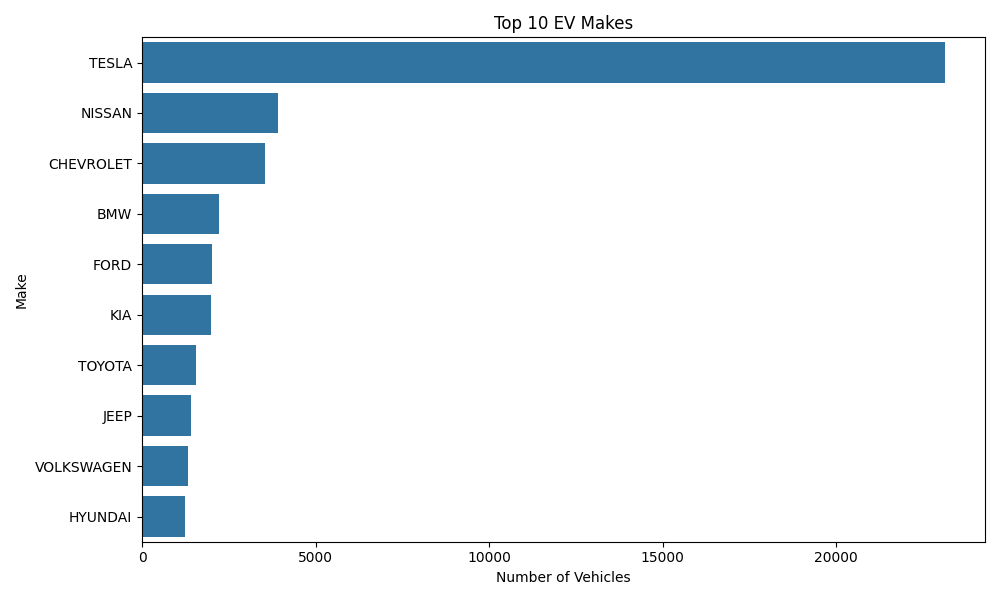 Top 10 EV Makes
Make
TESLA
NISSAN
CHEVROLET
BMW
FORD
KIA
TOYOTA
JEEP
VOLKSWAGEN
HYUNDAI
0 5000 10000 15000 20000
Number of Vehicles